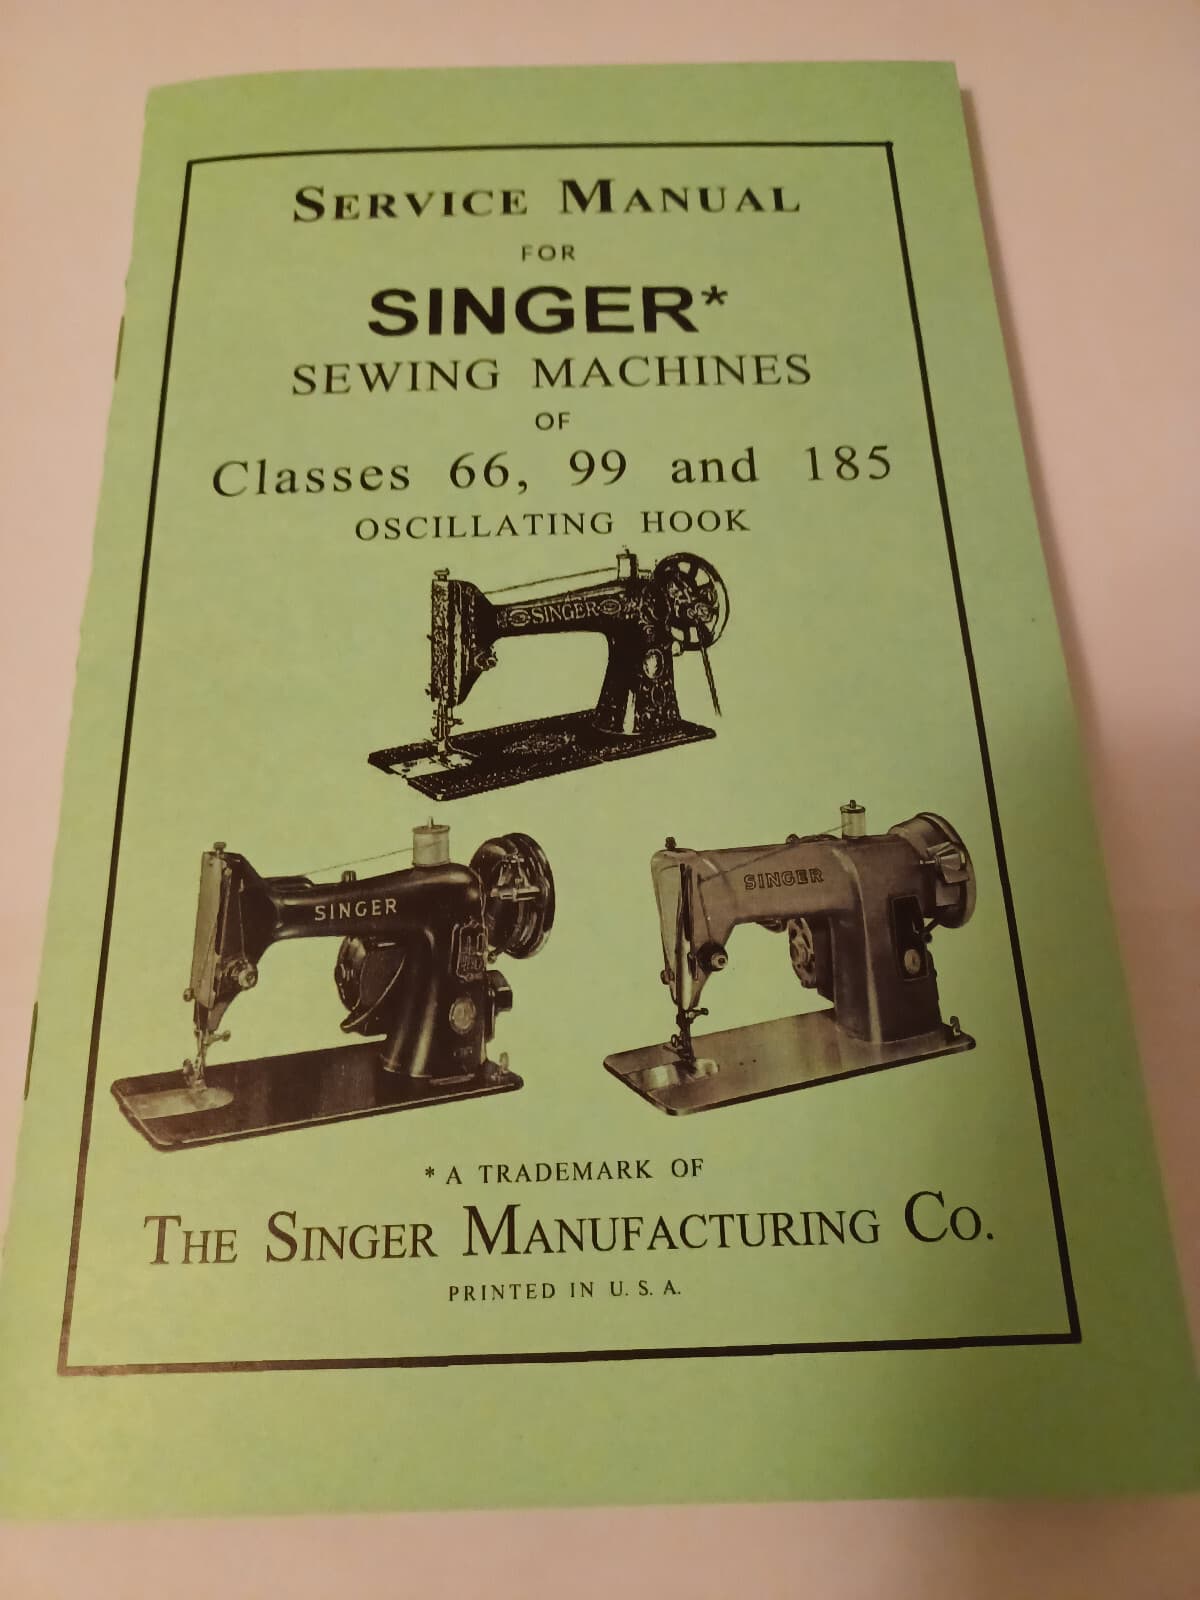 SERVICE MANUAL
FOR
SINGER*
SEWING MACHINES
OF
Classes 66, 99 and 185
OSCILLATING HOOK
SINGER
SINGER
SINGER
* A TRADEMARK OF
THE SINGER MANUFACTURING CO.
PRINTED IN U. S. A.